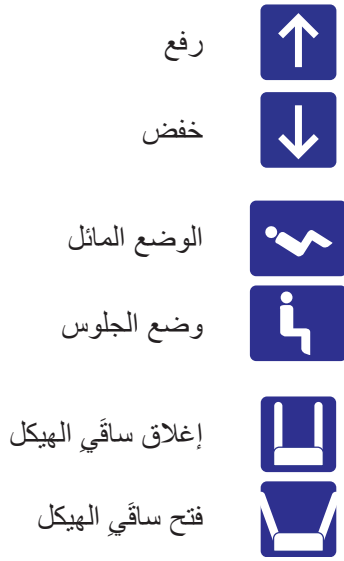 رفع
خفض
الوضع المائل
وضع الجلوس
إغلاق ساقَيِ الهيكل
فتح ساقَيِ الهيكل